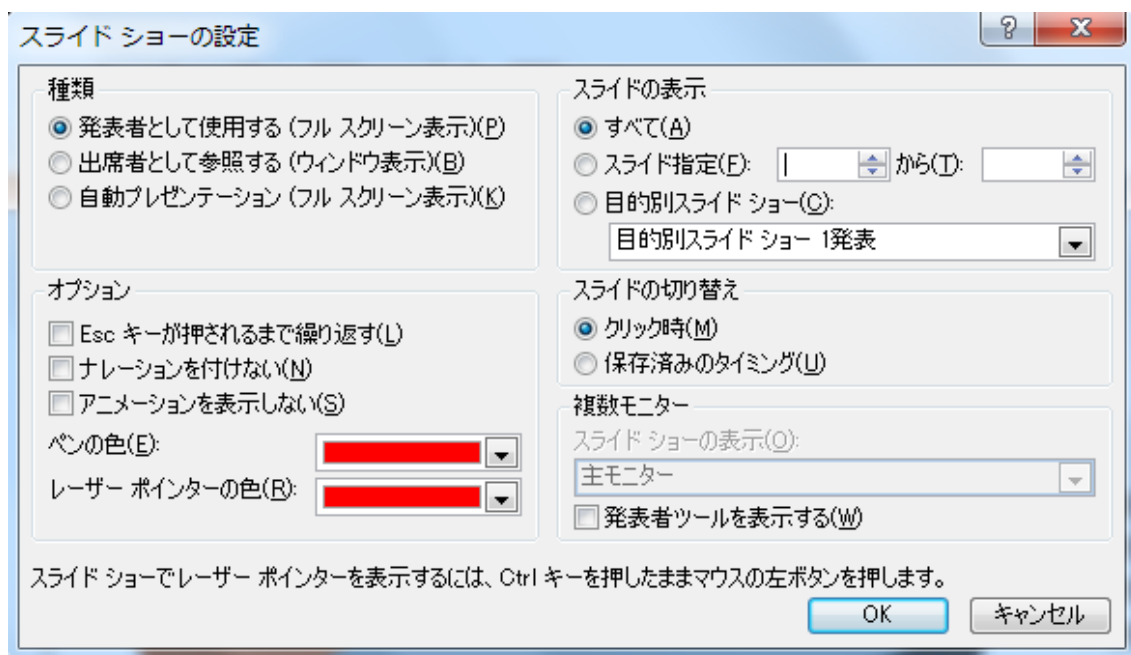 スライド ショーの設定
種類
発表者として使用する (フル スクリーン表示)(P)
出席者として参照する (ウィンドウ表示)(B)
自動プレゼンテーション (フル スクリーン表示)(K)
スライドの表示
すべて(A)
スライド指定(F): から(T):
目的別スライド ショー(C):
目的別スライド ショー 1発表
オプション
Esc キーが押されるまで繰り返す(L)
ナレーションを付けない(N)
アニメーションを表示しない(S)
ペンの色(E):
レーザー ポインターの色(R):
スライドの切り替え
クリック時(M)
保存済みのタイミング(U)
複数モニター
スライド ショーの表示(O):
主モニター
発表者ツールを表示する(W)
スライド ショーでレーザー ポインターを表示するには、Ctrl キーを押したままマウスの左ボタンを押します。
OK
キャンセル